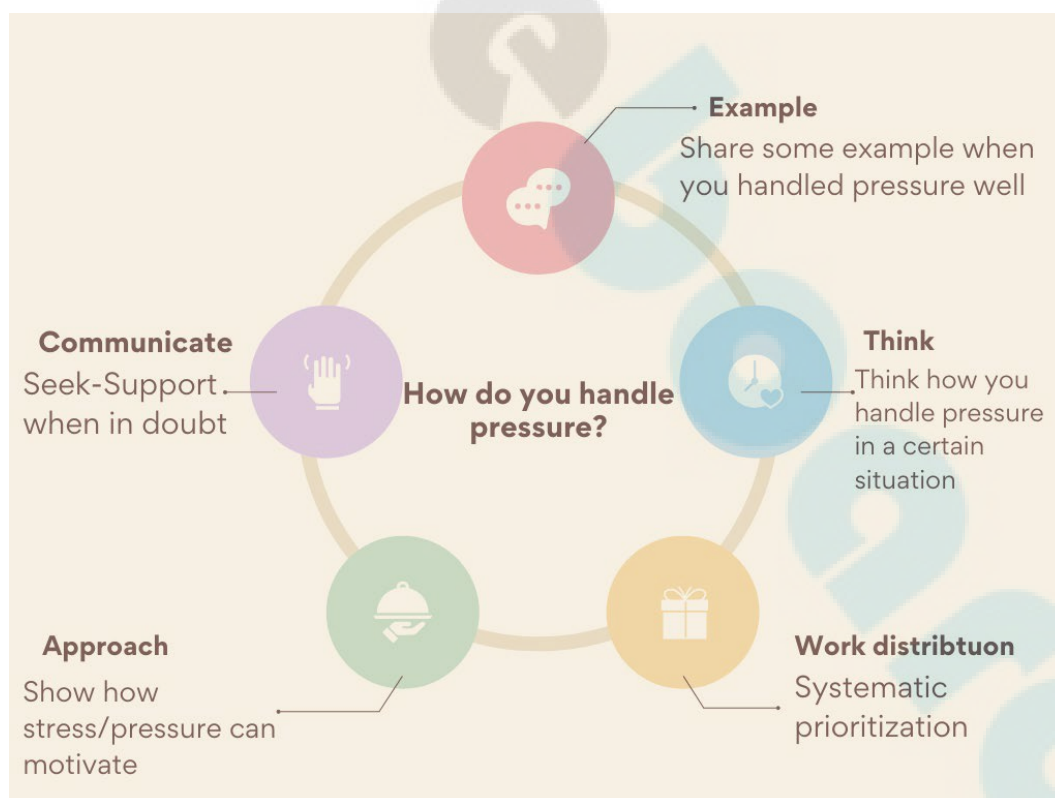 Example
Share some example when
you handled pressure well
Think
Think how you
handle pressure
in a certain
situation
Work distribtuon
Systematic
prioritization
Approach
Show how
stress/pressure can
motivate
Communicate
Seek-Support
when in doubt
How do you handle
pressure?